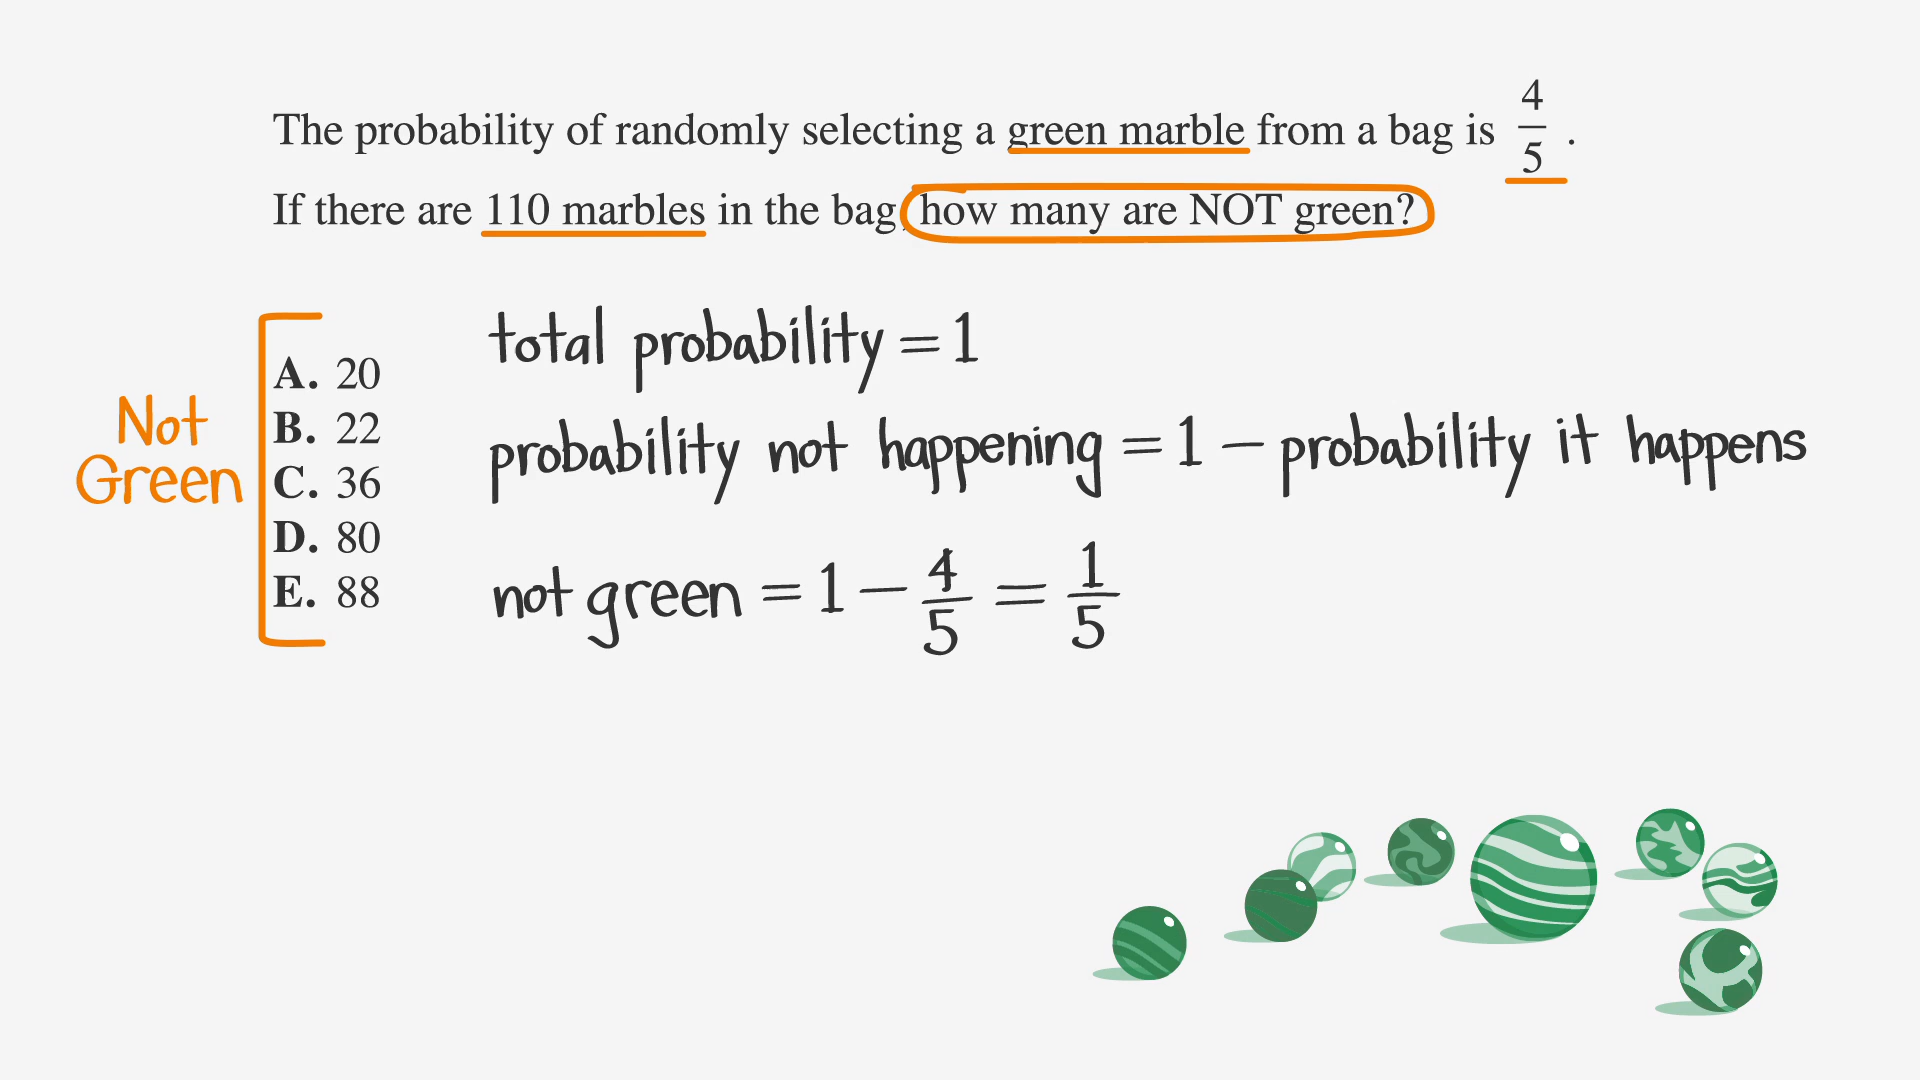 The probability of randomly selecting a green marble from a bag is 4/5 .
If there are 110 marbles in the bag, how many are NOT green?
Not
Green
A. 20
B. 22
C. 36
D. 80
E. 88
total probability = 1
probability not happening = 1 − probability it happens
not green = 1 − 4/5 = 1/5